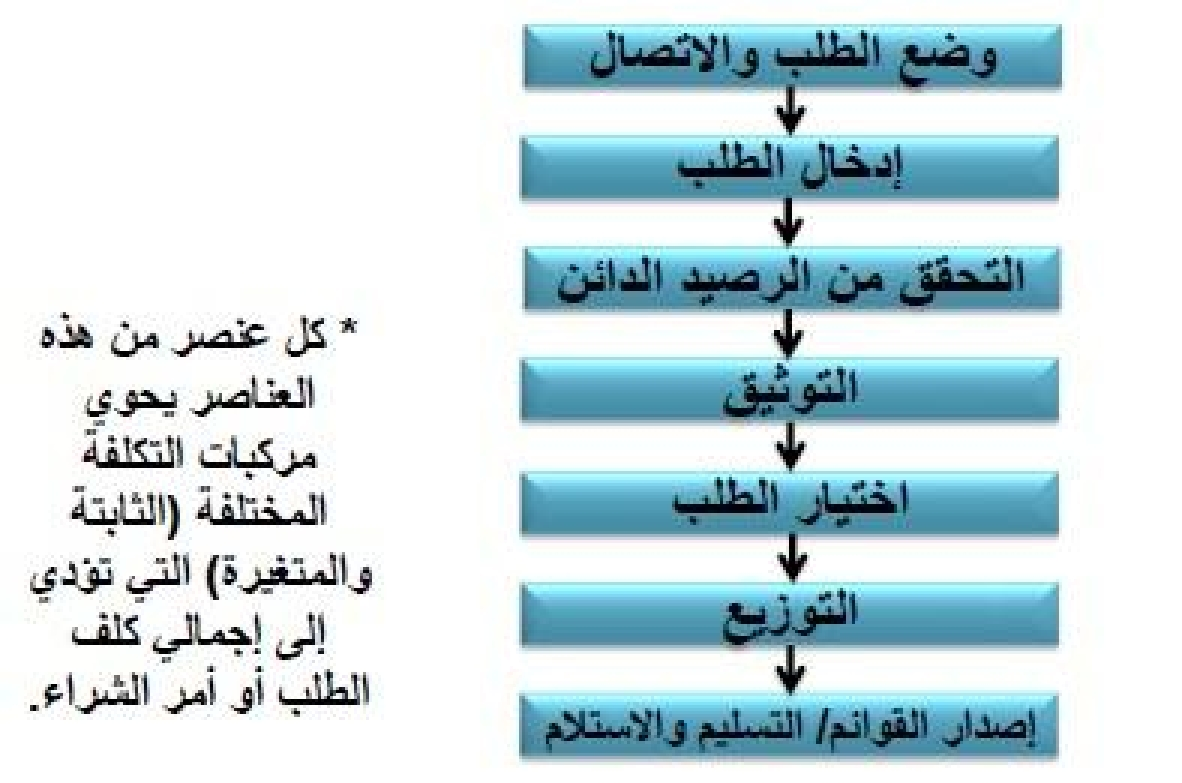 وضع الطلب والاتصال
إدخال الطلب
التحقق من الرصيد الدائن
التوثيق
اختيار الطلب
التوزيع
إصدار القوائم/ التسليم والاستلام
* كل عنصر من هذه
العناصر يحوي
مركبات التكلفة
المختلفة (الثابتة
والمتغيرة) التي تؤدي
إلى إجمالي كلف
الطلب أو أمر الشراء.